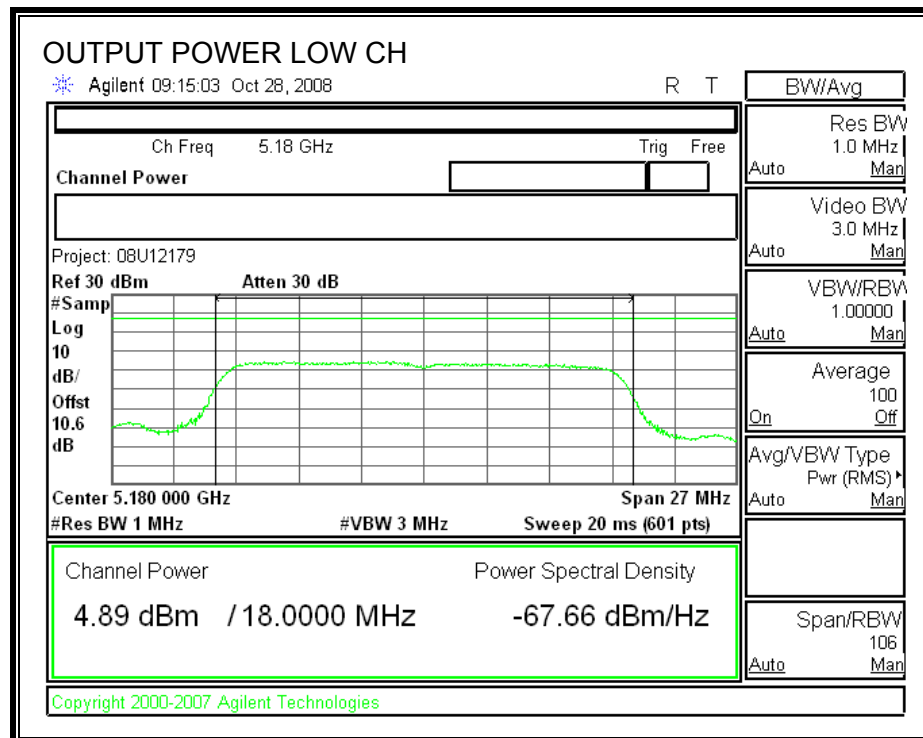 OUTPUT POWER LOW CH
Agilent 09:15:03 Oct 28, 2008 R T
Ch Freq 5.18 GHz Trig Free
Channel Power
Project: 08U12179
Ref 30 dBm Atten 30 dB
#Samp
Log
10
dB/
Offst
10.6
dB
Center 5.180 000 GHz Span 27 MHz
#Res BW 1 MHz #VBW 3 MHz Sweep 20 ms (601 pts)
Channel Power Power Spectral Density
4.89 dBm / 18.0000 MHz -67.66 dBm/Hz
Copyright 2000-2007 Agilent Technologies
BW/Avg
Res BW
1.0 MHz
Auto Man
Video BW
3.0 MHz
Auto Man
VBW/RBW
1.00000
Auto Man
Average
100
On Off
Avg/VBW Type
Pwr (RMS)
Auto Man
Span/RBW
106
Auto Man